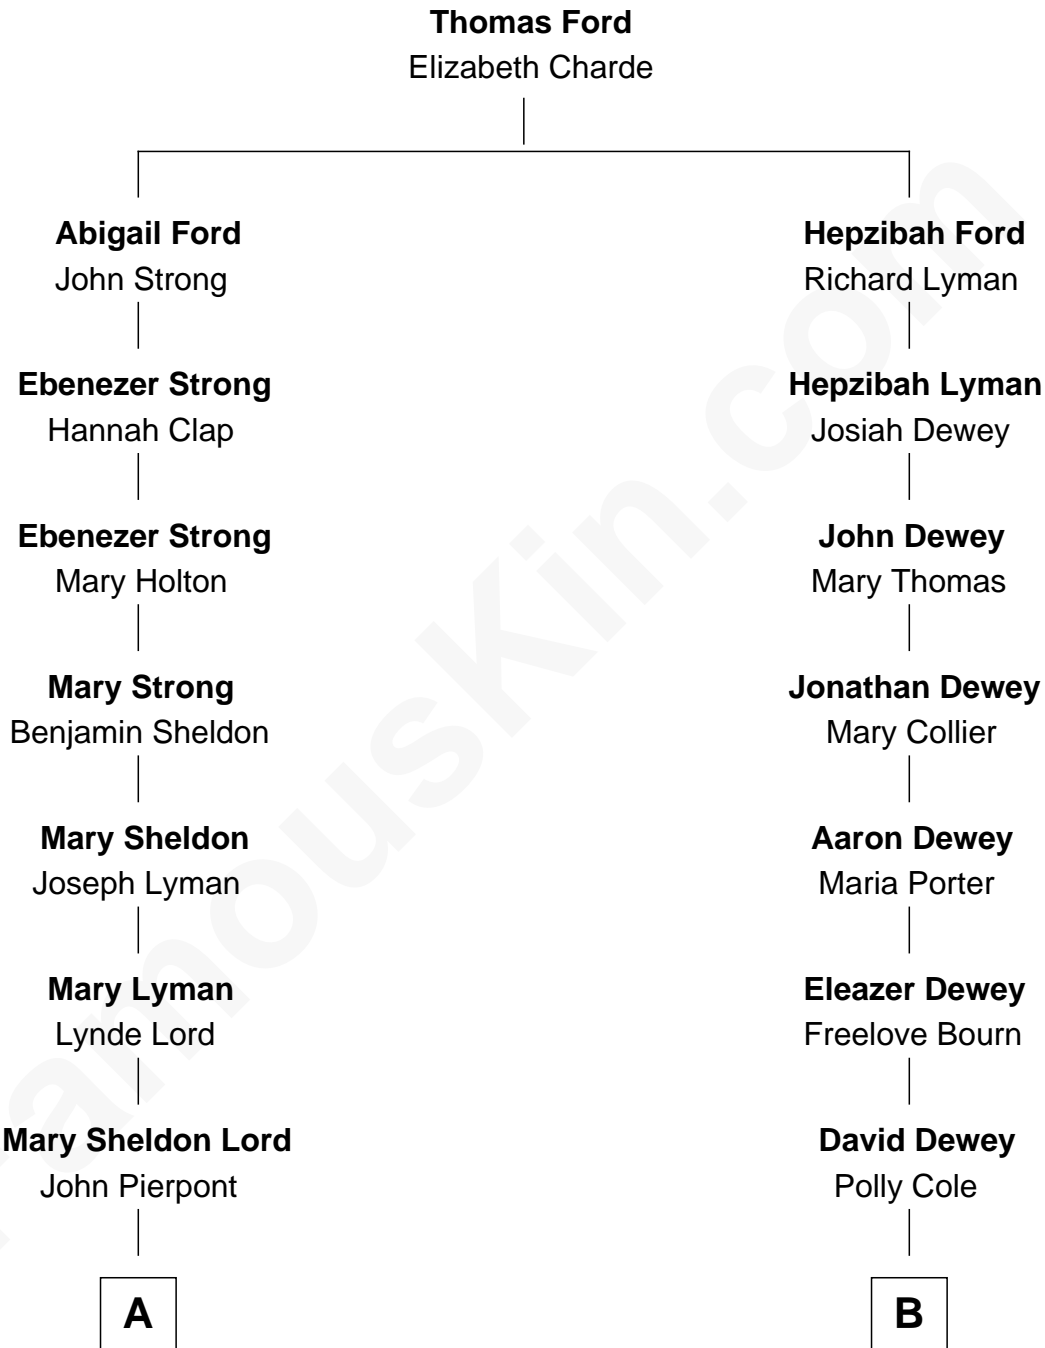 Thomas Ford
Elizabeth Charde
Abigail Ford
John Strong
Hepzibah Ford
Richard Lyman
Ebenezer Strong
Hannah Clap
Hepzibah Lyman
Josiah Dewey
Ebenezer Strong
Mary Holton
John Dewey
Mary Thomas
Mary Strong
Benjamin Sheldon
Jonathan Dewey
Mary Collier
Mary Sheldon
Joseph Lyman
Aaron Dewey
Maria Porter
Mary Lyman
Lynde Lord
Eleazer Dewey
Freelove Bourn
Mary Sheldon Lord
John Pierpont
David Dewey
Polly Cole
A
B
FamousKin.com